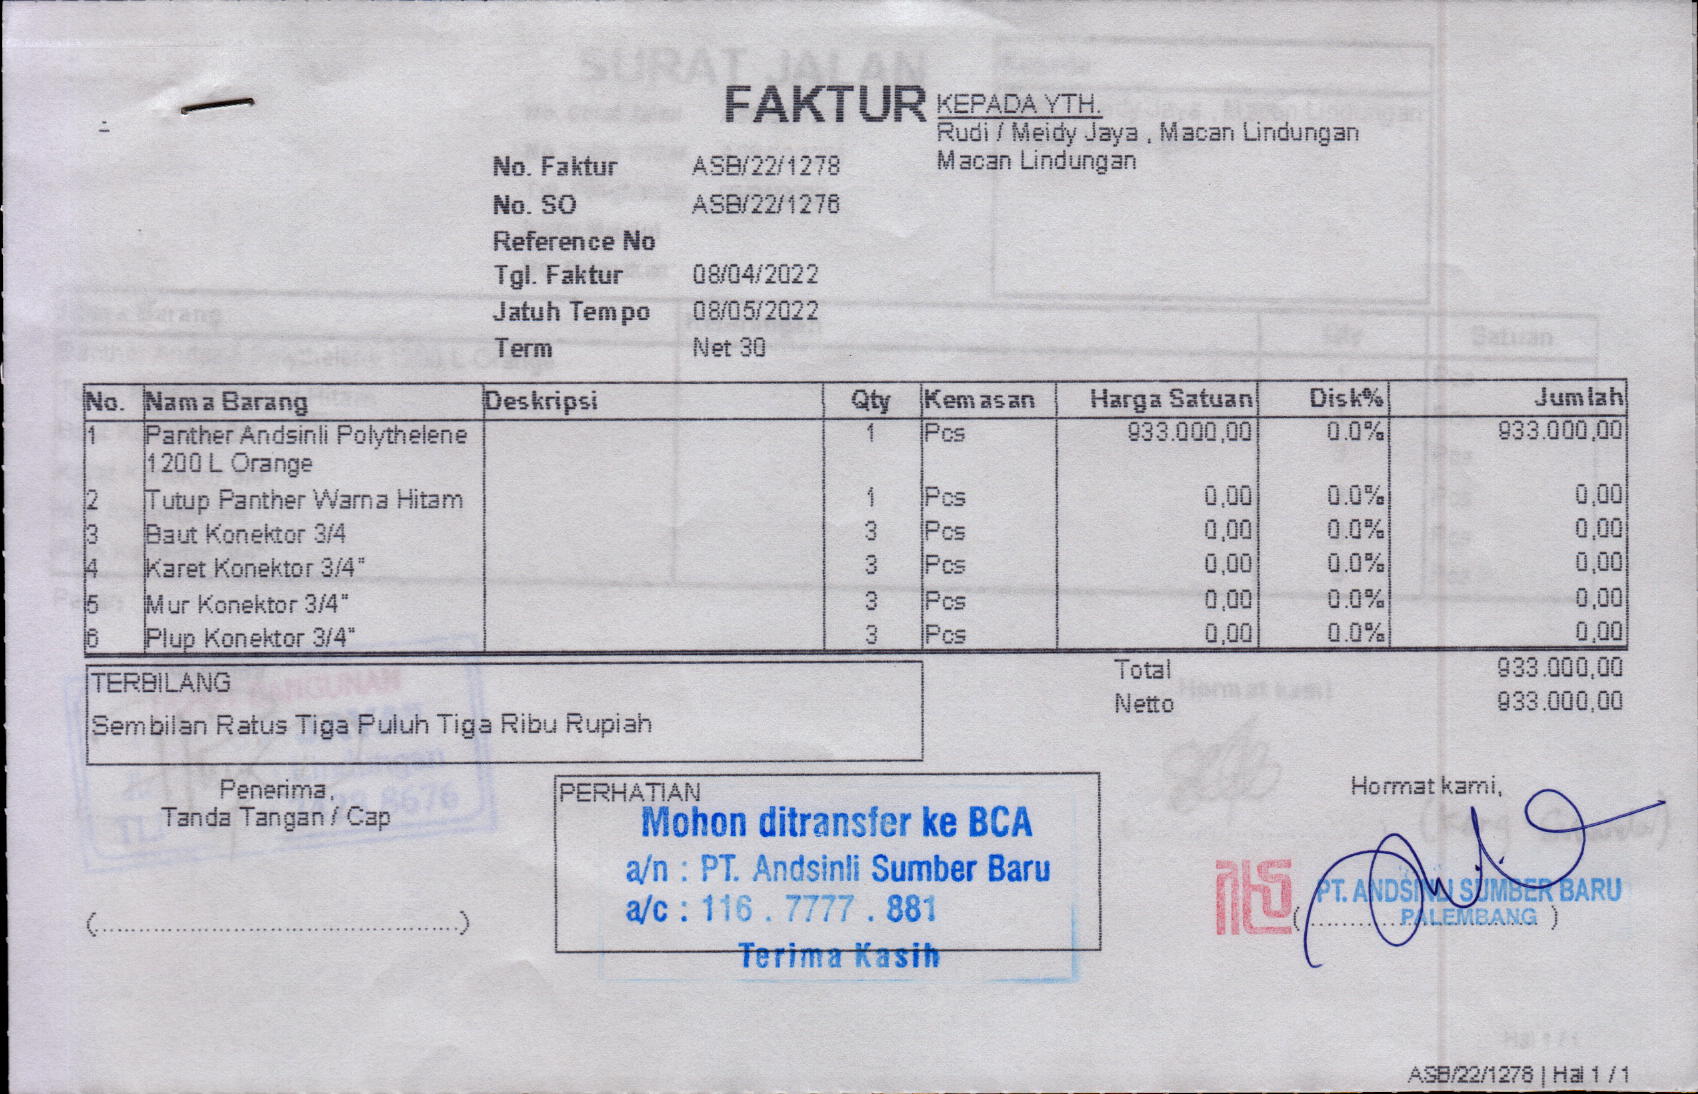 FAKTUR
KEPADA YTH.
Rudi / Meidy Jaya , Macan Lindungan
Macan Lindungan
No. Faktur ASB/22/1278
No. SO ASB/22/1276
Reference No
Tgl. Faktur 08/04/2022
Jatuh Tempo 08/05/2022
Term Net 30
No. Nama Barang Deskripsi Qty Kemasan Harga Satuan Disk% Jumlah
1 Panther Andsinli Polythelene 1 Pcs 933.000,00 0.0% 933.000,00
1200 L Orange
2 Tutup Panther Warna Hitam 1 Pcs 0,00 0.0% 0,00
3 Baut Konektor 3/4 3 Pcs 0,00 0.0% 0,00
4 Karet Konektor 3/4" 3 Pcs 0,00 0.0% 0,00
5 Mur Konektor 3/4" 3 Pcs 0,00 0.0% 0,00
6 Plup Konektor 3/4" 3 Pcs 0,00 0.0% 0,00
Total 933.000,00
Netto 933.000,00
TERBILANG
Sembilan Ratus Tiga Puluh Tiga Ribu Rupiah
Penerima,
Tanda Tangan / Cap
(.............................................)
PERHATIAN
Mohon ditransfer ke BCA
a/n : PT. Andsinli Sumber Baru
a/c : 116 . 7777 . 881
Terima Kasih
Hormat kami,
PT. ANDSINLI SUMBER BARU
PALEMBANG
ASB/22/1278 | Hal 1 / 1